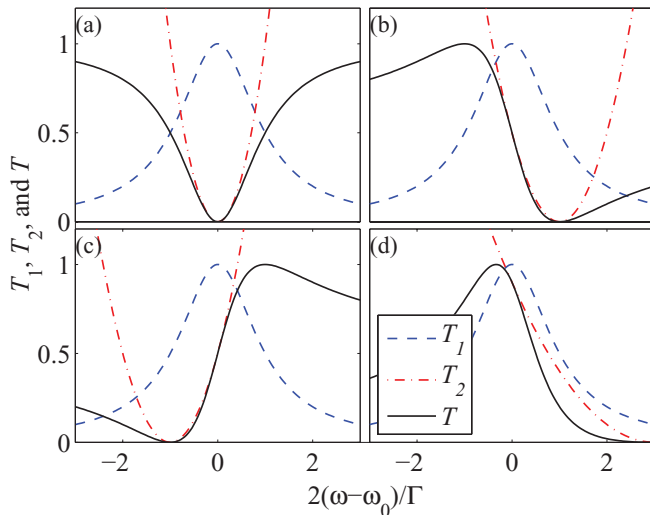 (a)
(b)
1
0.5
0
(c)
(d)
1
0.5
0
T1, T2, and T
T1
T2
T
−2 0 2
−2 0 2
2(ω−ω0)/Γ